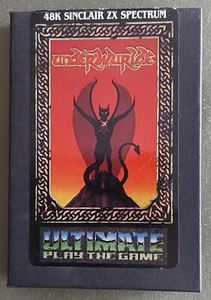 48K SINCLAIR ZX SPECTRUM
underwurlde
ULTIMATE
PLAY THE GAME